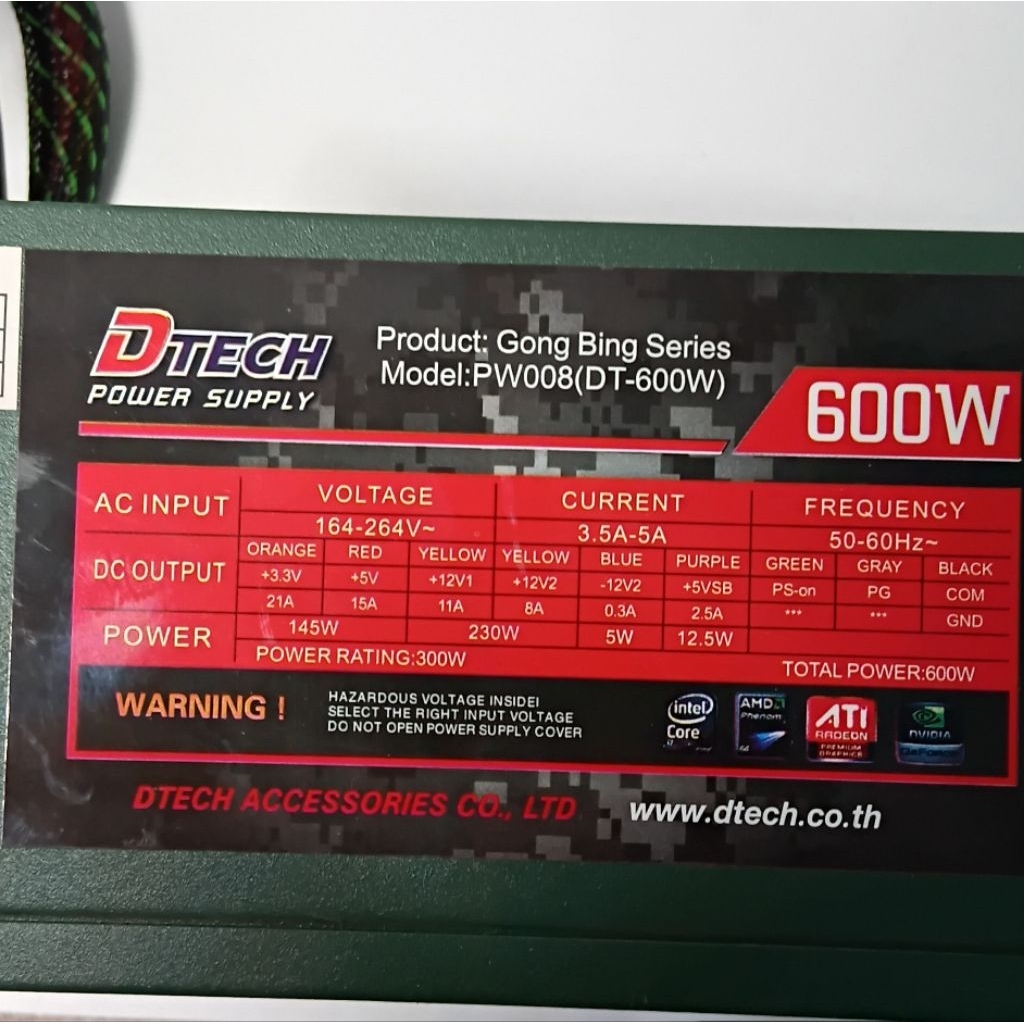 DTECH
POWER SUPPLY
Product: Gong Bing Series
Model:PW008(DT-600W)
600W
AC INPUT VOLTAGE CURRENT FREQUENCY
164-264V~ 3.5A-5A 50-60Hz~
DC OUTPUT ORANGE RED YELLOW YELLOW BLUE PURPLE GREEN GRAY BLACK
+3.3V +5V +12V1 +12V2 -12V2 +5VSB PS-on PG COM
21A 15A 11A 8A 0.3A 2.5A *** *** GND
POWER 145W 230W 5W 12.5W
POWER RATING:300W TOTAL POWER:600W
WARNING !
HAZARDOUS VOLTAGE INSIDE!
SELECT THE RIGHT INPUT VOLTAGE
DO NOT OPEN POWER SUPPLY COVER
intel
Core
AMD
Phenom
64
ATI
RADEON
PREMIUM
GRAPHICS
NVIDIA
GeForce
DTECH ACCESSORIES CO., LTD
www.dtech.co.th